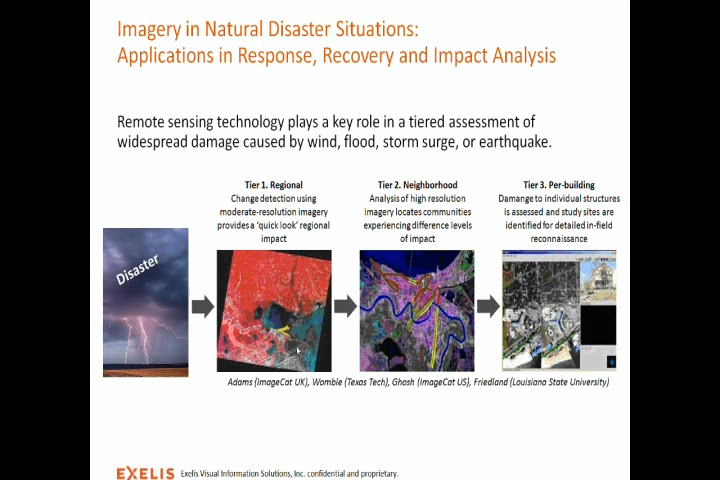 Imagery in Natural Disaster Situations:
Applications in Response, Recovery and Impact Analysis
Remote sensing technology plays a key role in a tiered assessment of
widespread damage caused by wind, flood, storm surge, or earthquake.
Tier 1. Regional
Change detection using
moderate-resolution imagery
provides a 'quick look' regional
impact
Tier 2. Neighborhood
Analysis of high resolution
imagery locates communities
experiencing difference levels
of impact
Tier 3. Per-building
Damage to individual structures
is assessed and study sites are
identified for detailed in-field
reconnaissance
Disaster
Adams (ImageCat UK), Womble (Texas Tech), Ghosh (ImageCat US), Friedland (Louisiana State University)
EXELIS Exelis Visual Information Solutions, Inc. confidential and proprietary.